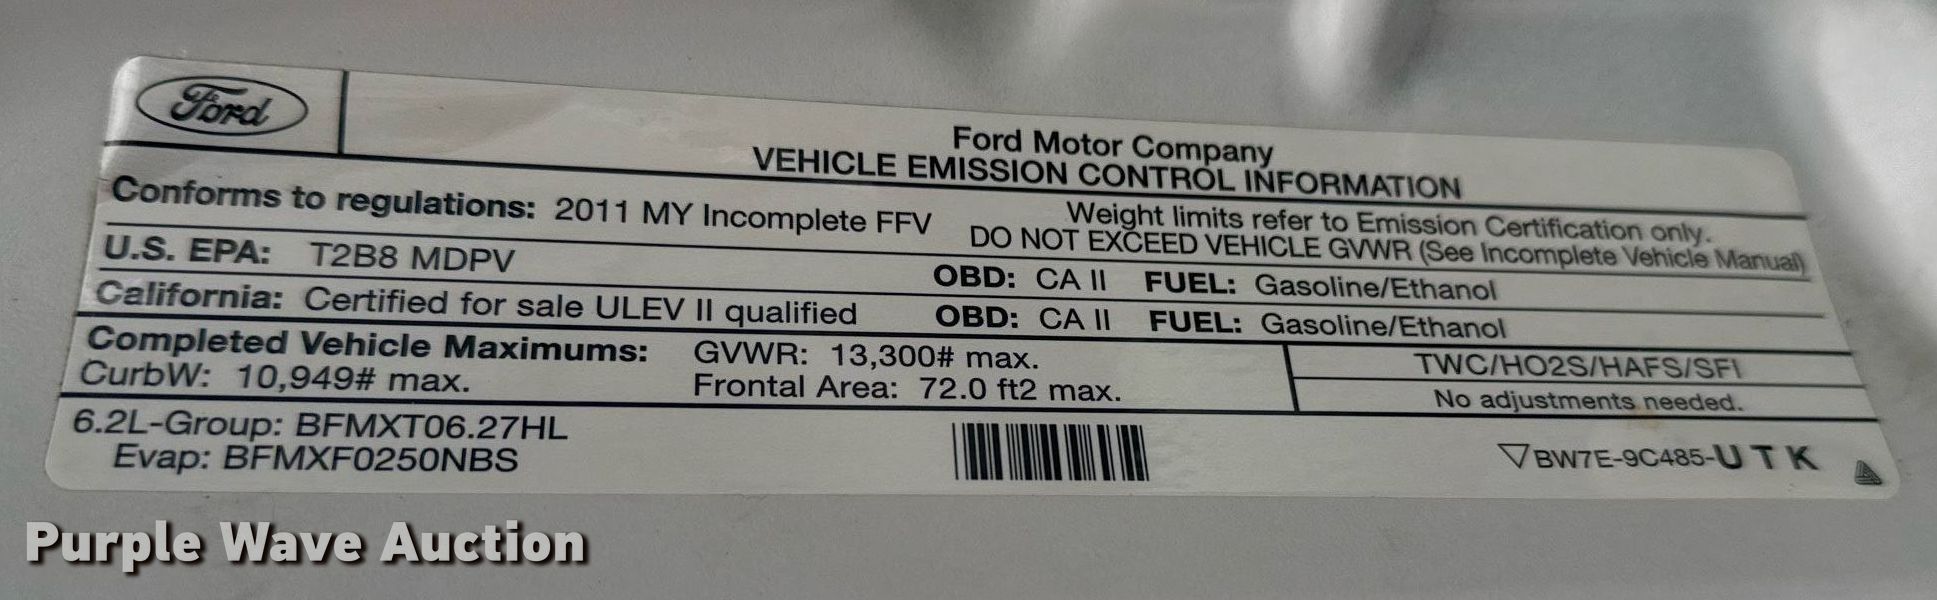 Ford
Ford Motor Company
VEHICLE EMISSION CONTROL INFORMATION
Conforms to regulations: 2011 MY Incomplete FFV
Weight limits refer to Emission Certification only.
DO NOT EXCEED VEHICLE GVWR (See Incomplete Vehicle Manual)
U.S. EPA: T2B8 MDPV OBD: CA II FUEL: Gasoline/Ethanol
California: Certified for sale ULEV II qualified OBD: CA II FUEL: Gasoline/Ethanol
Completed Vehicle Maximums: GVWR: 13,300# max.
CurbW: 10,949# max. Frontal Area: 72.0 ft2 max.
TWC/HO2S/HAFS/SFI
No adjustments needed.
6.2L-Group: BFMXT06.27HL
Evap: BFMXF0250NBS
▽BW7E-9C485-U T K
Purple Wave Auction